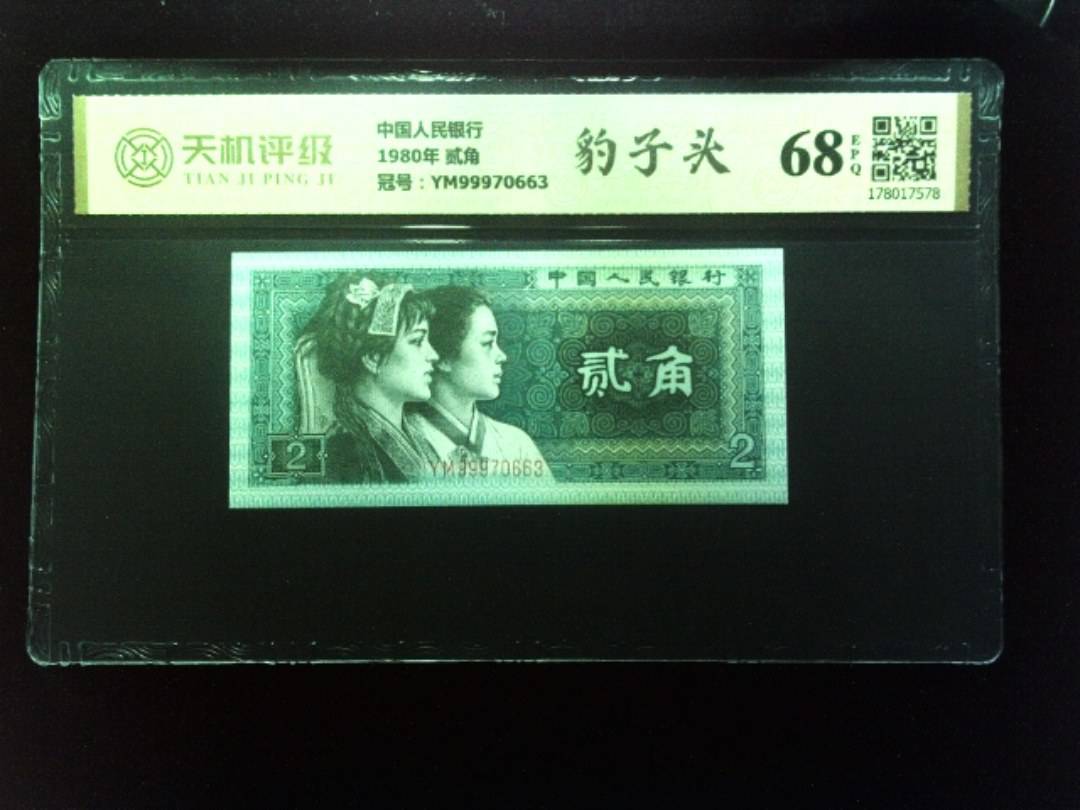 天机评级
TIAN JI PING JI
中国人民银行
1980年 贰角
冠号：YM99970663
豹子头
68
EPQ
178017578
中国人民银行
贰角
2
2
YM99970663